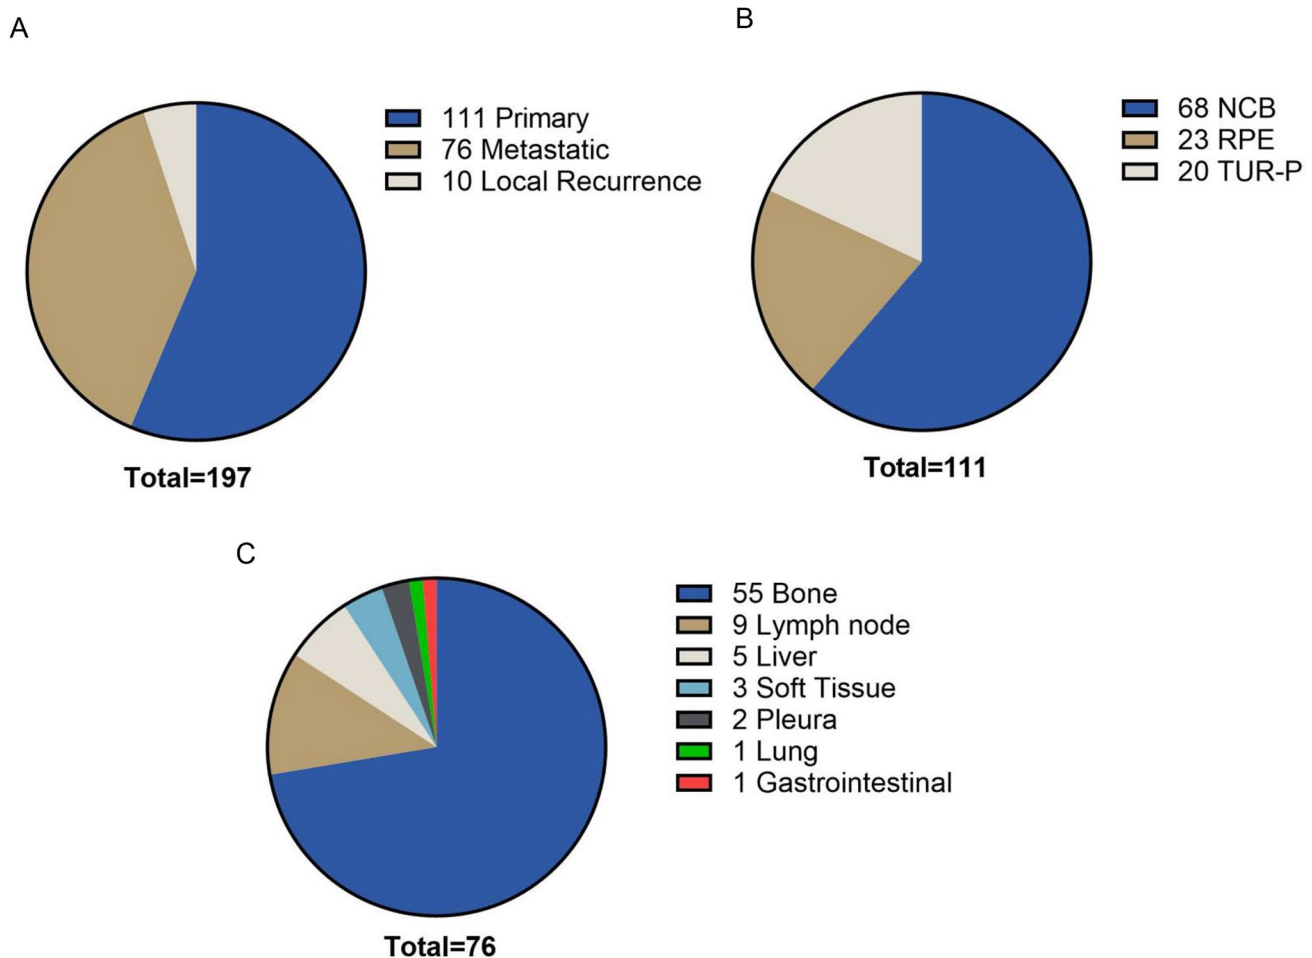 A
111 Primary
76 Metastatic
10 Local Recurrence
Total=197
B
68 NCB
23 RPE
20 TUR-P
Total=111
C
55 Bone
9 Lymph node
5 Liver
3 Soft Tissue
2 Pleura
1 Lung
1 Gastrointestinal
Total=76